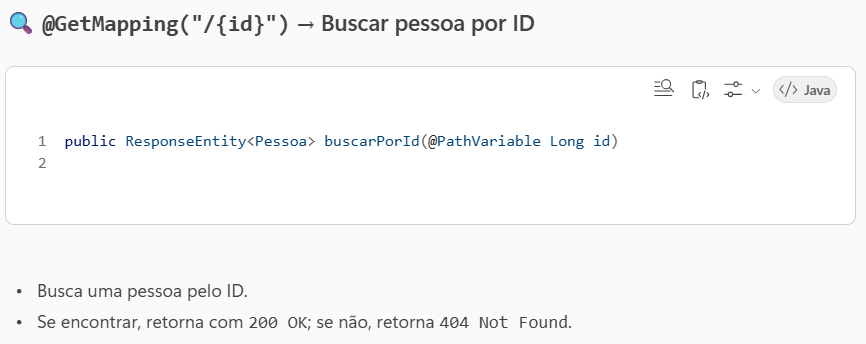 🔍 @GetMapping("/{id}") → Buscar pessoa por ID
</> Java
1 public ResponseEntity<Pessoa> buscarPorId(@PathVariable Long id)
2
• Busca uma pessoa pelo ID.
• Se encontrar, retorna com 200 OK; se não, retorna 404 Not Found.